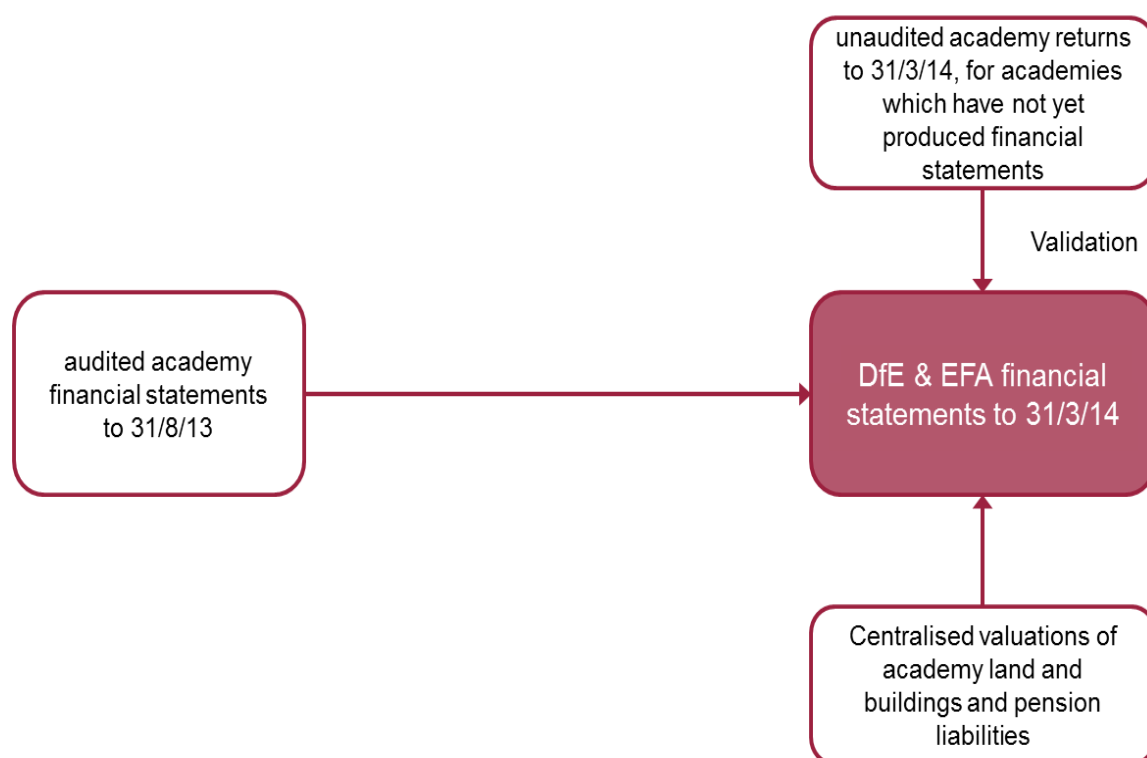 unaudited academy returns
to 31/3/14, for academies
which have not yet
produced financial
statements
Validation
audited academy
financial statements
to 31/8/13
DfE & EFA financial
statements to 31/3/14
Centralised valuations of
academy land and
buildings and pension
liabilities